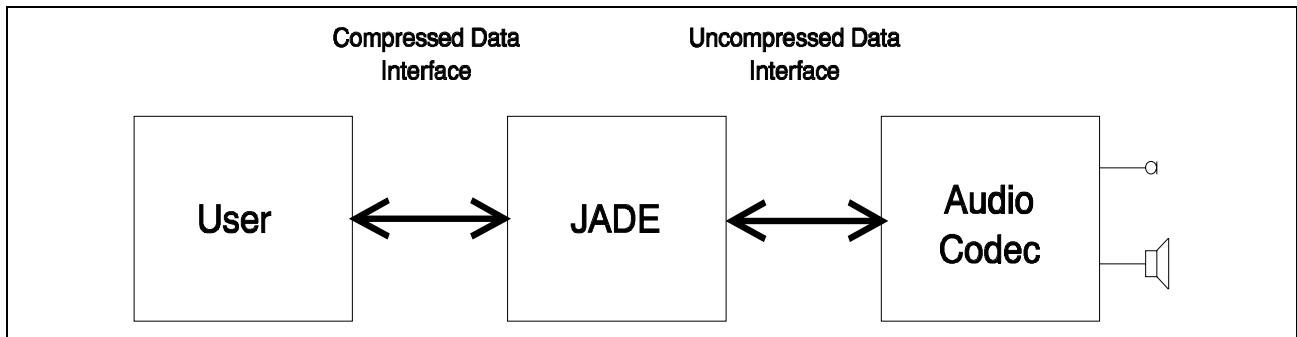 Compressed Data
Interface
Uncompressed Data
Interface
User
JADE
Audio
Codec